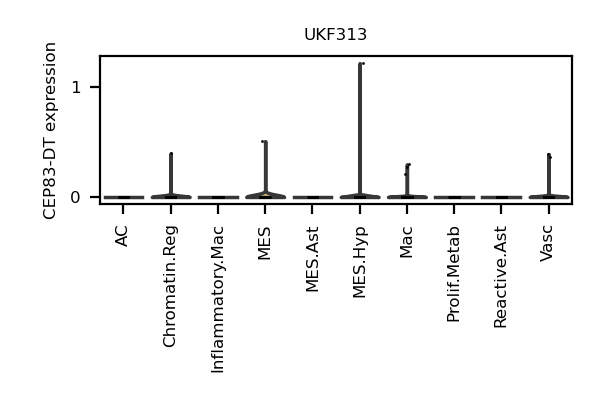 UKF313
CEP83-DT expression
1
0
AC
Chromatin.Reg
Inflammatory.Mac
MES
MES.Ast
MES.Hyp
Mac
Prolif.Metab
Reactive.Ast
Vasc